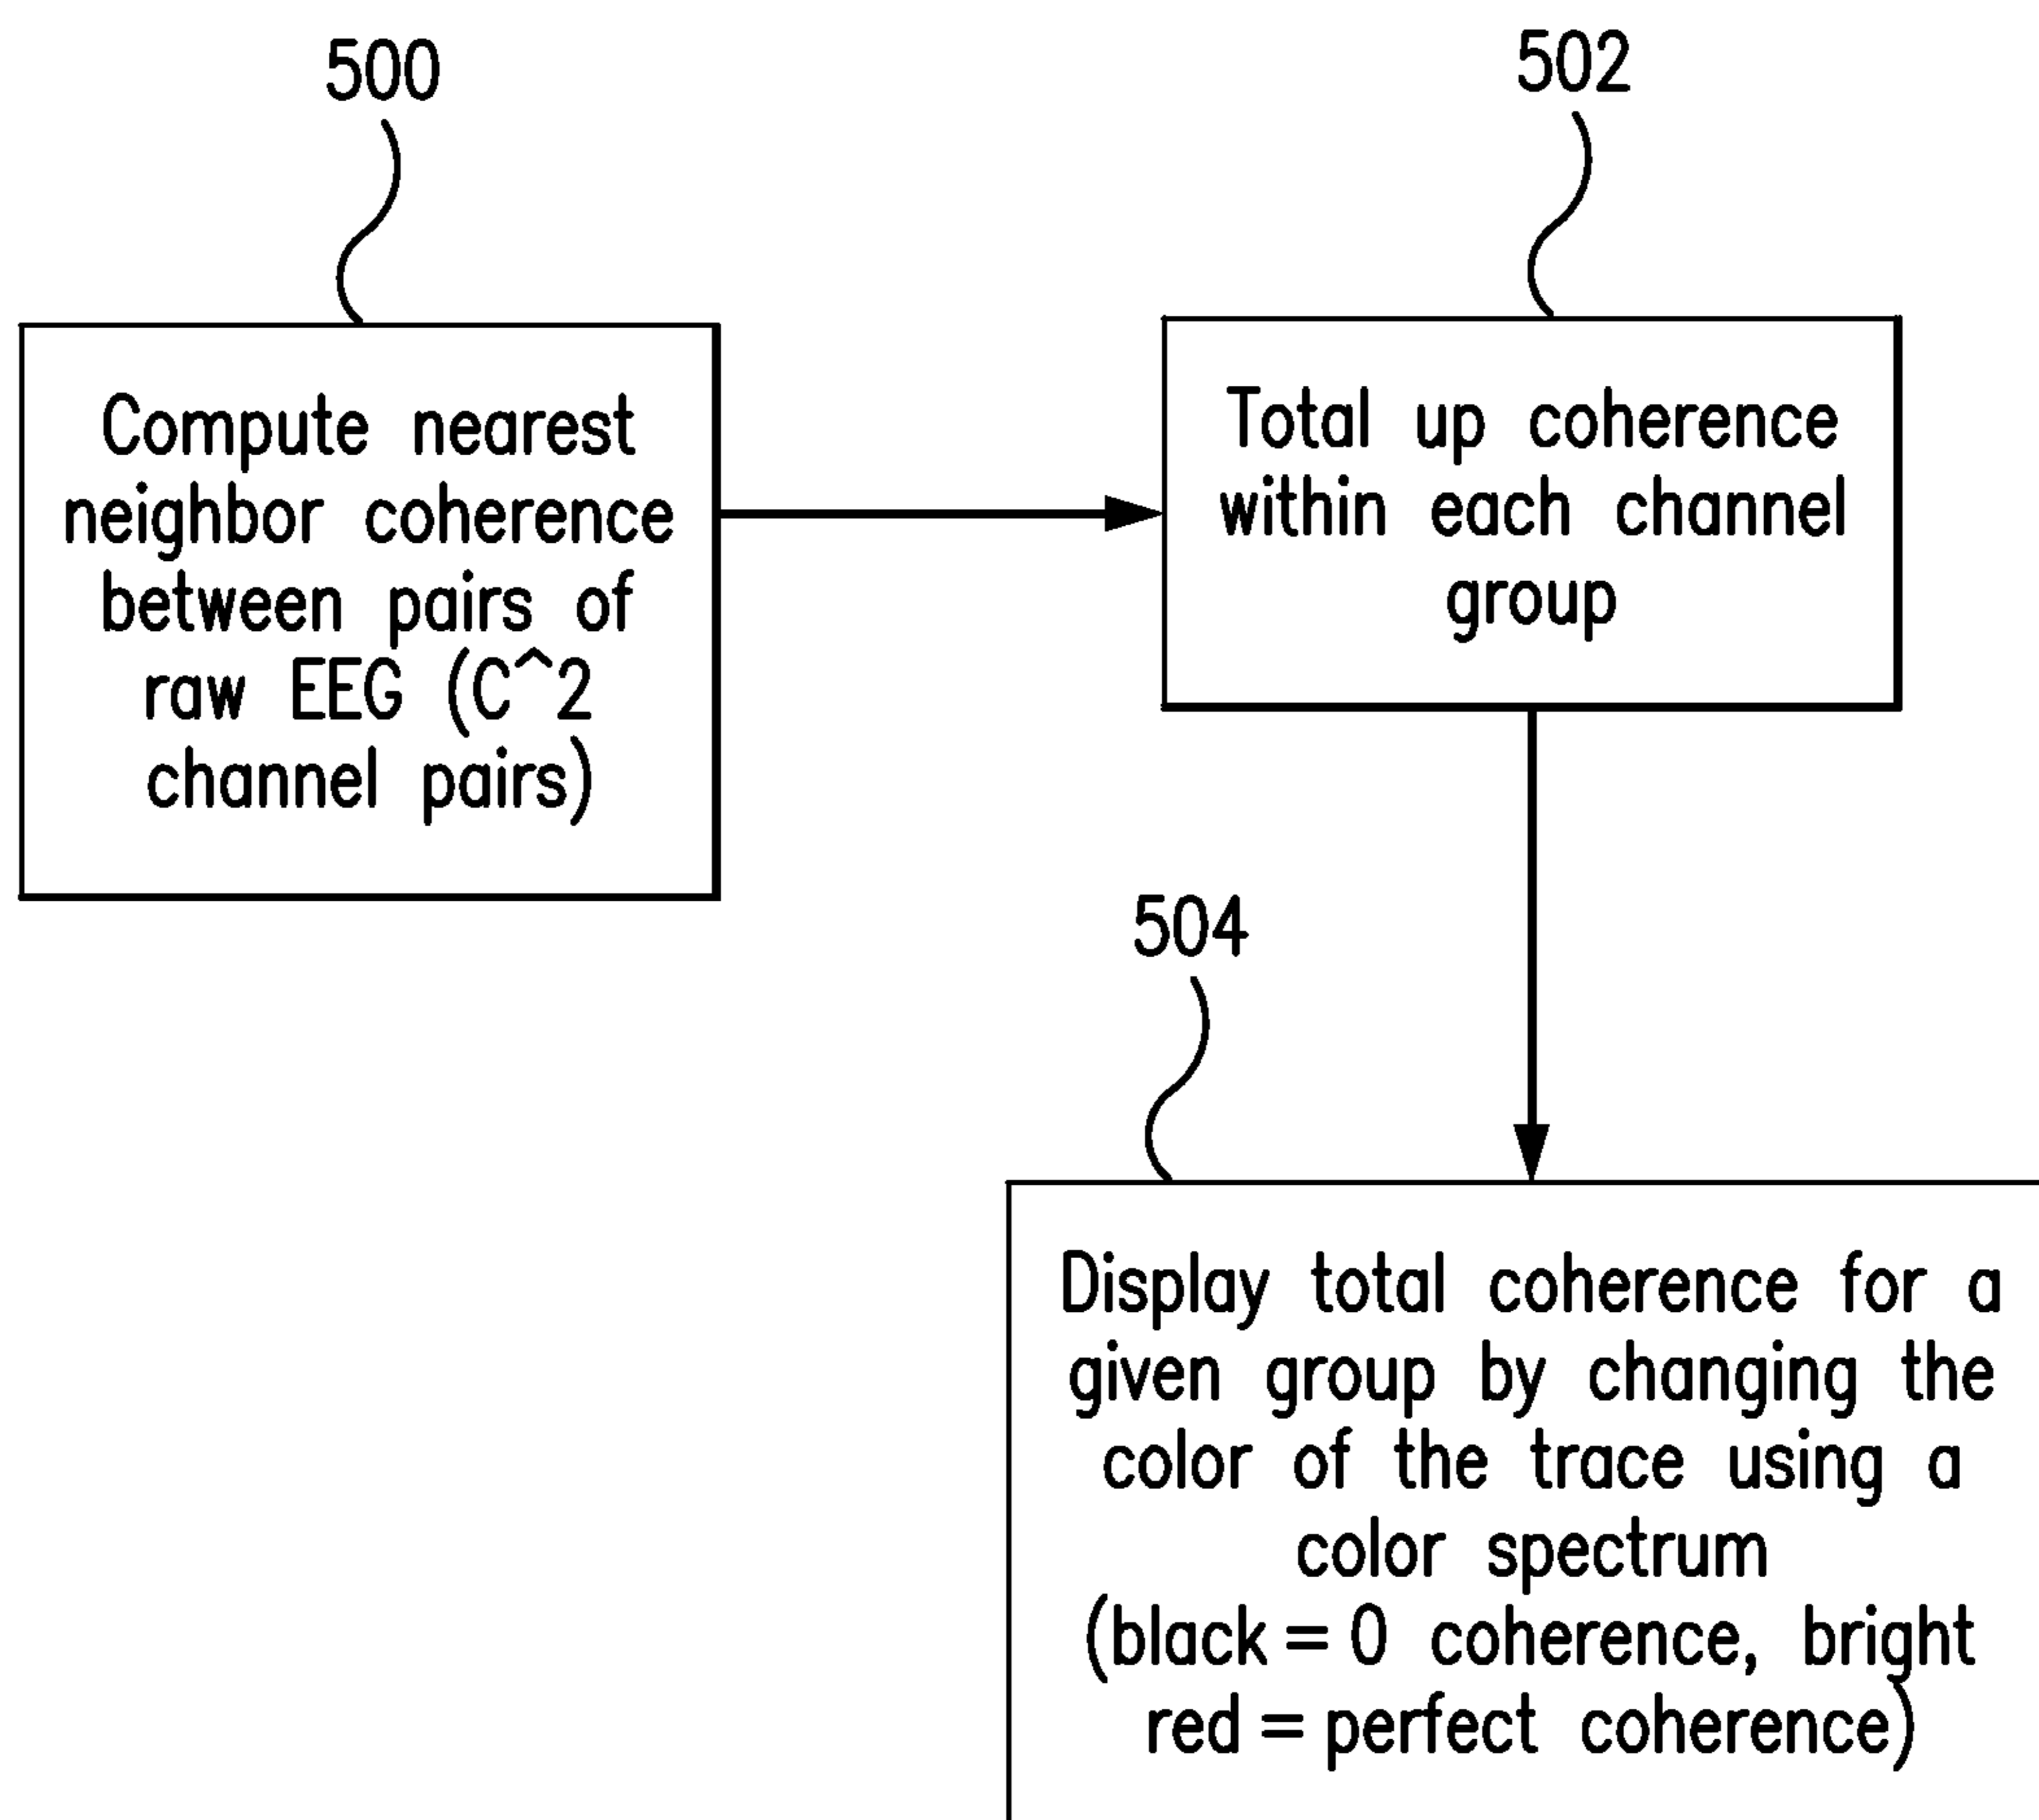 500
Compute nearest
neighbor coherence
between pairs of
raw EEG (C^2
channel pairs)
502
Total up coherence
within each channel
group
504
Display total coherence for a
given group by changing the
color of the trace using a
color spectrum
(black = 0 coherence, bright
red = perfect coherence)